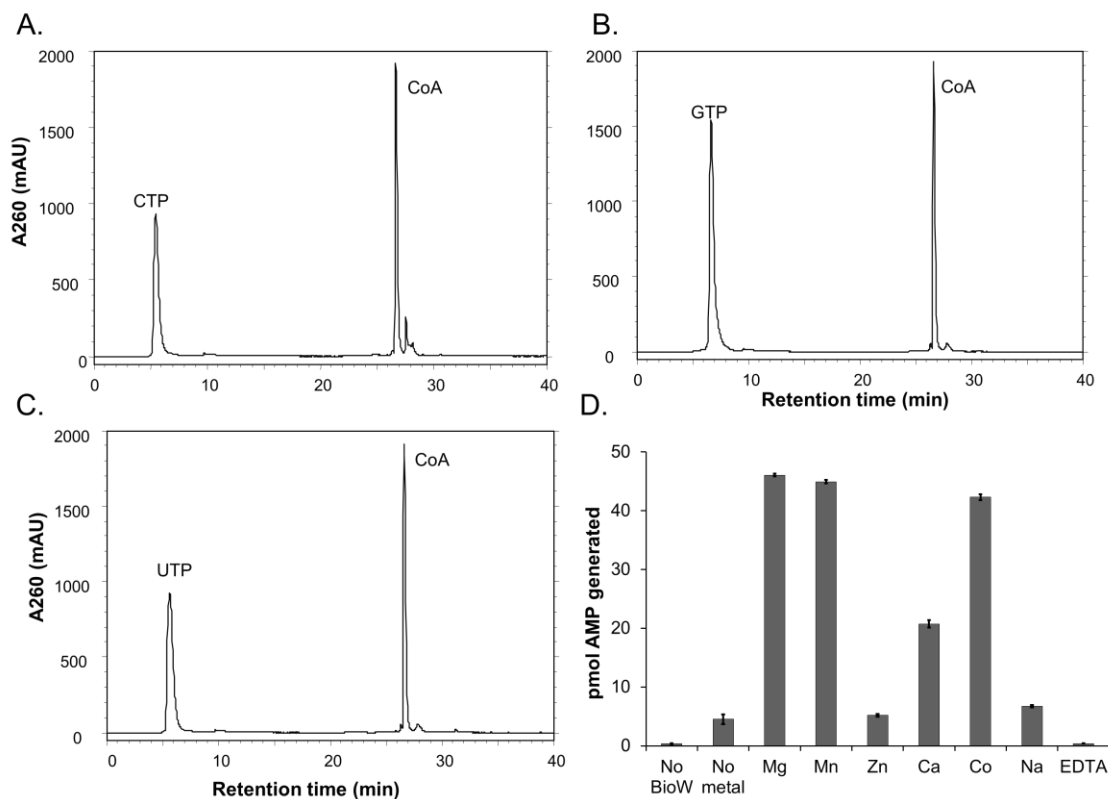 A.
2000
1500
1000
500
0
A260 (mAU)
CTP
CoA
0 10 20 30 40
B.
2000
1500
1000
500
0
GTP
CoA
0 10 20 30 40
Retention time (min)
C.
2000
1500
1000
500
0
A260 (mAU)
UTP
CoA
0 10 20 30 40
Retention time (min)
D.
50
40
30
20
10
0
pmol AMP generated
No No Mg Mn Zn Ca Co Na EDTA
BioW metal